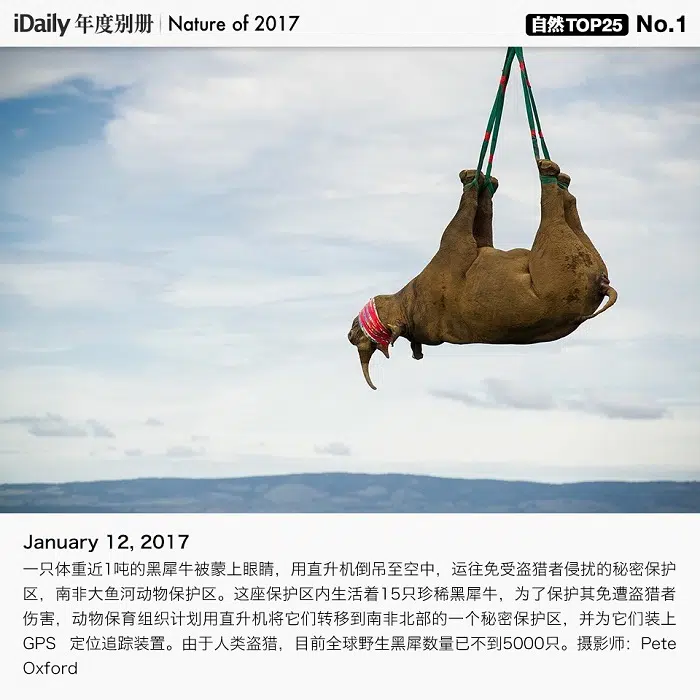 iDaily 年度别册 | Nature of 2017
自然TOP25 No.1
January 12, 2017
一只体重近1吨的黑犀牛被蒙上眼睛，用直升机倒吊至空中，运往免受盗猎者侵扰的秘密保护
区，南非大鱼河动物保护区。这座保护区内生活着15只珍稀黑犀牛，为了保护其免遭盗猎者
伤害，动物保育组织计划用直升机将它们转移到南非北部的一个秘密保护区，并为它们装上
GPS 定位追踪装置。由于人类盗猎，目前全球野生黑犀数量已不到5000只。摄影师：Pete
Oxford